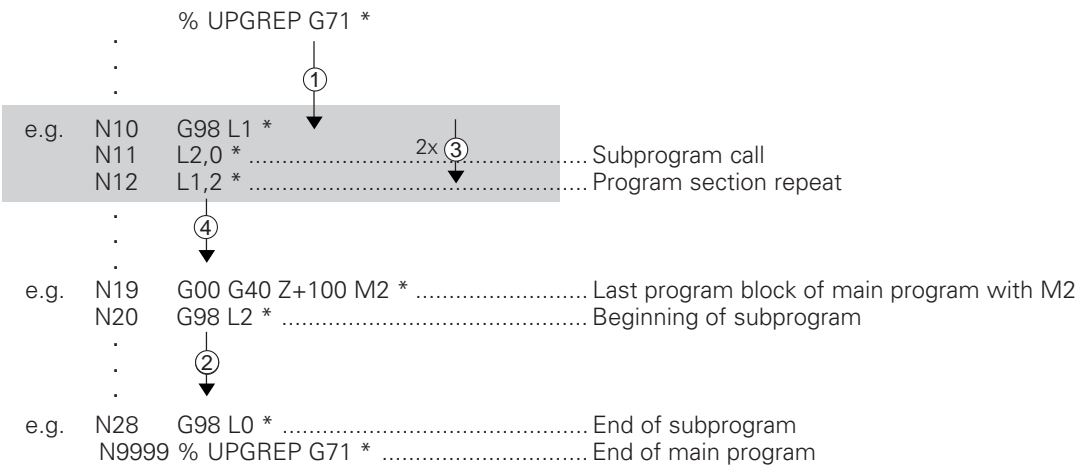 % UPGREP G71 *
.
.
①
.
e.g. N10 G98 L1 *
2x ③
N11 L2,0 * ........................................................ Subprogram call
N12 L1,2 * ........................................................ Program section repeat
.
④
.
.
e.g. N19 G00 G40 Z+100 M2 * ........................ Last program block of main program with M2
N20 G98 L2 * .................................................. Beginning of subprogram
.
②
.
.
e.g. N28 G98 L0 * .................................................. End of subprogram
N9999 % UPGREP G71 * ................................. End of main program